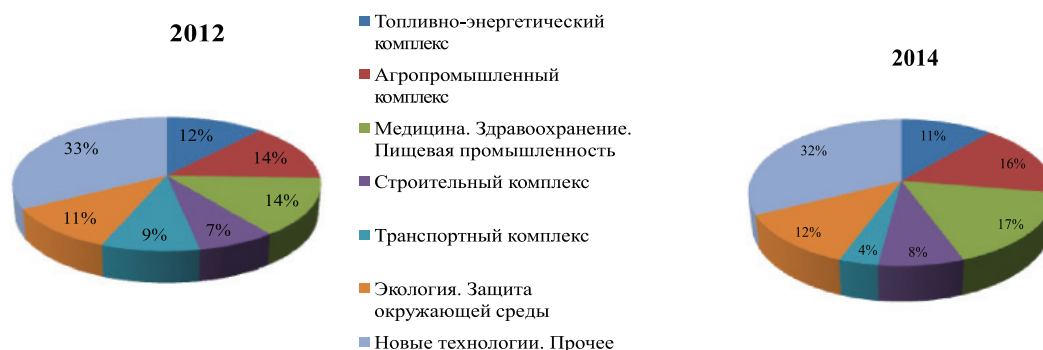 2012
12%
14%
14%
7%
9%
11%
33%
Топливно-энергетический
комплекс
Агропромышленный
комплекс
Медицина. Здравоохранение.
Пищевая промышленность
Строительный комплекс
Транспортный комплекс
Экология. Защита
окружающей среды
Новые технологии. Прочее
2014
11%
16%
17%
8%
4%
12%
32%